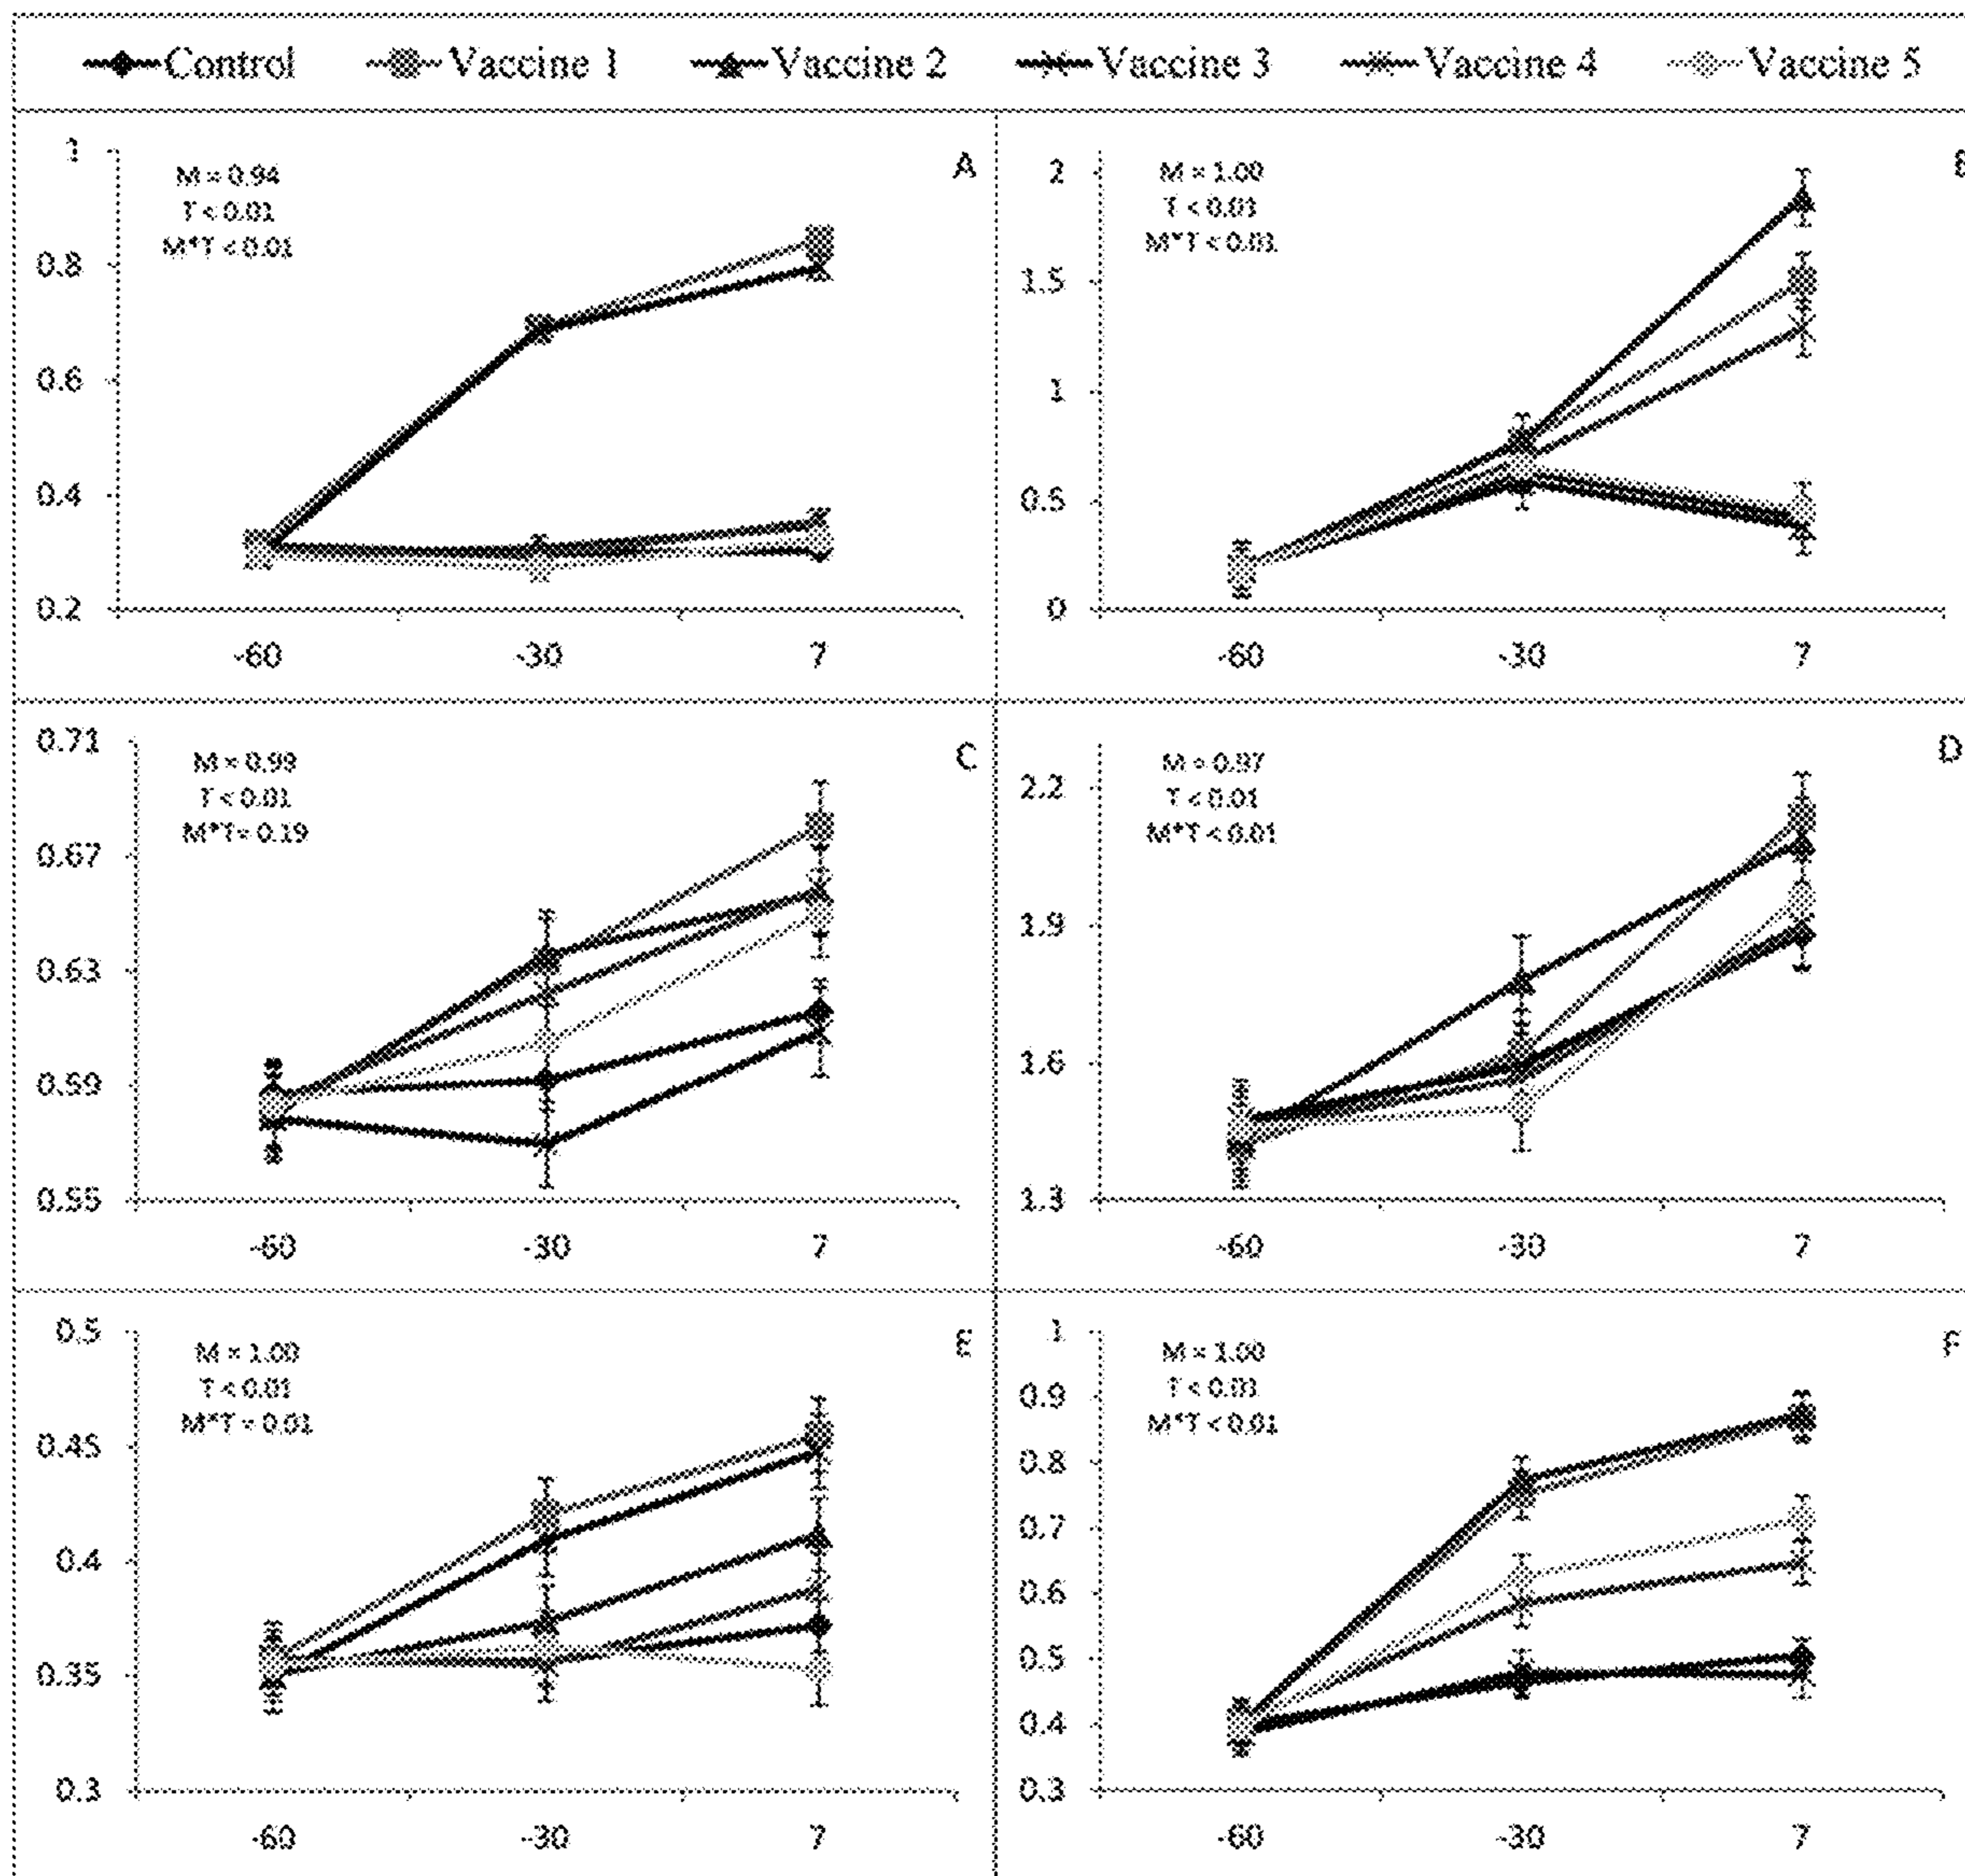 Control Vaccine 1 Vaccine 2 Vaccine 3 Vaccine 4 Vaccine 5
A
M = 0.94
T < 0.01
M*T < 0.01
1
0.8
0.6
0.4
0.2
-60 -30 7
B
M = 1.00
T < 0.01
M*T < 0.01
2
1.5
1
0.5
0
-60 -30 7
C
M = 0.99
T < 0.01
M*T = 0.19
0.71
0.67
0.63
0.59
0.55
-60 -30 7
D
M = 0.97
T < 0.01
M*T < 0.01
2.2
1.9
1.6
1.3
-60 -30 7
E
M = 1.00
T < 0.01
M*T = 0.01
0.5
0.45
0.4
0.35
0.3
-60 -30 7
F
M = 1.00
T < 0.01
M*T < 0.01
1
0.9
0.8
0.7
0.6
0.5
0.4
0.3
-60 -30 7